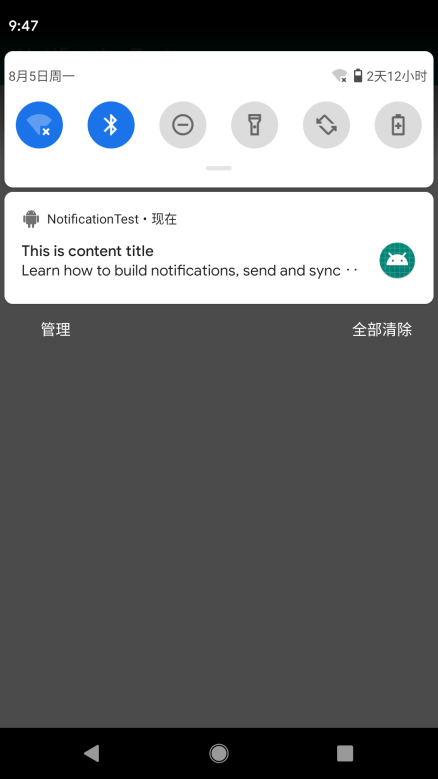 9:47
8月5日周一
2天12小时
NotificationTest • 现在
This is content title
Learn how to build notifications, send and sync ··
管理
全部清除